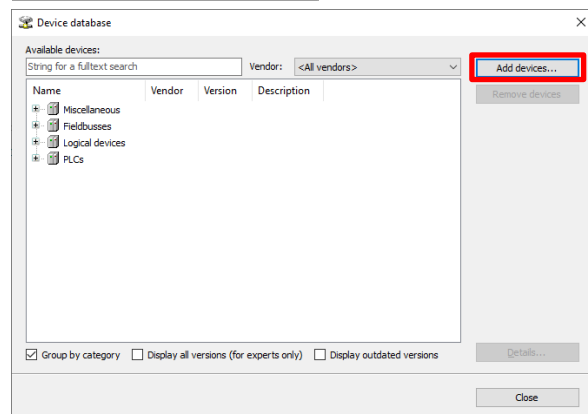 Device database
Available devices:
String for a fulltext search Vendor: <All vendors> Add devices...
Name Vendor Version Description Remove devices
Miscellaneous
Fieldbusses
Logical devices
PLCs
Group by category Display all versions (for experts only) Display outdated versions Details...
Close